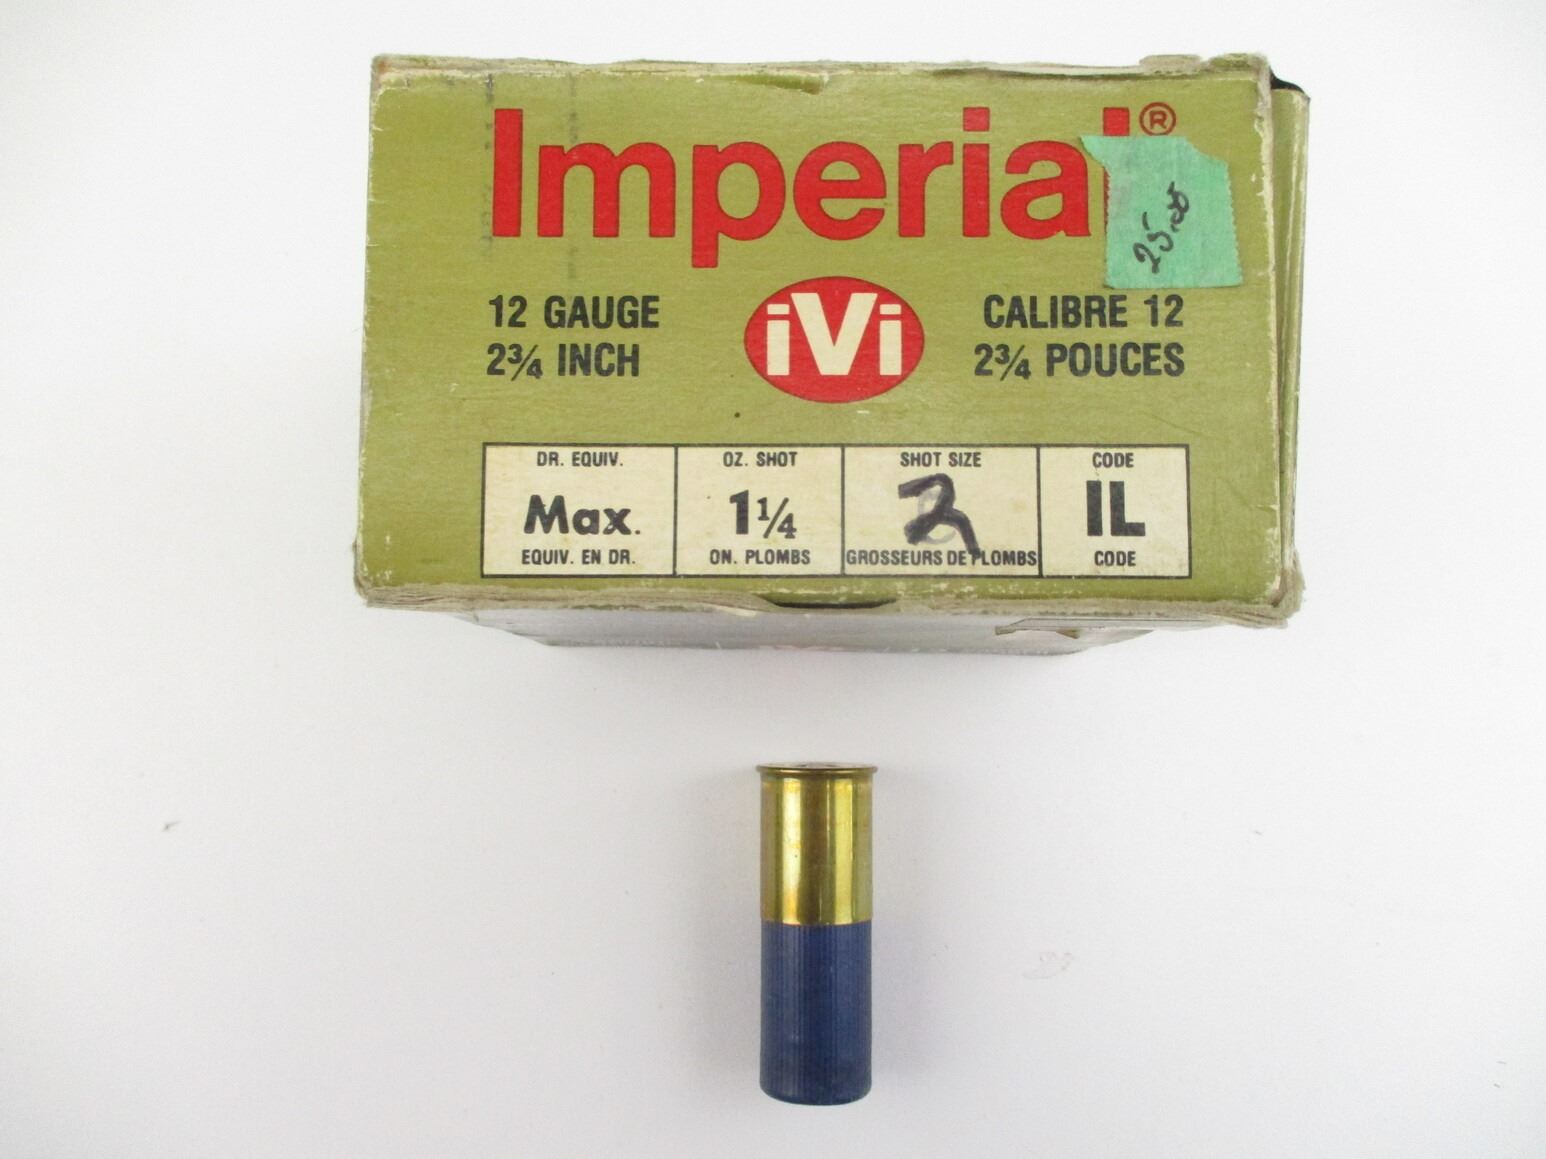 Imperial®
25.00
12 GAUGE
2¾ INCH
iVi
CALIBRE 12
2¾ POUCES
DR. EQUIV.
Max.
EQUIV. EN DR.
OZ. SHOT
1¼
ON. PLOMBS
SHOT SIZE
2
GROSSEURS DE PLOMBS
CODE
IL
CODE